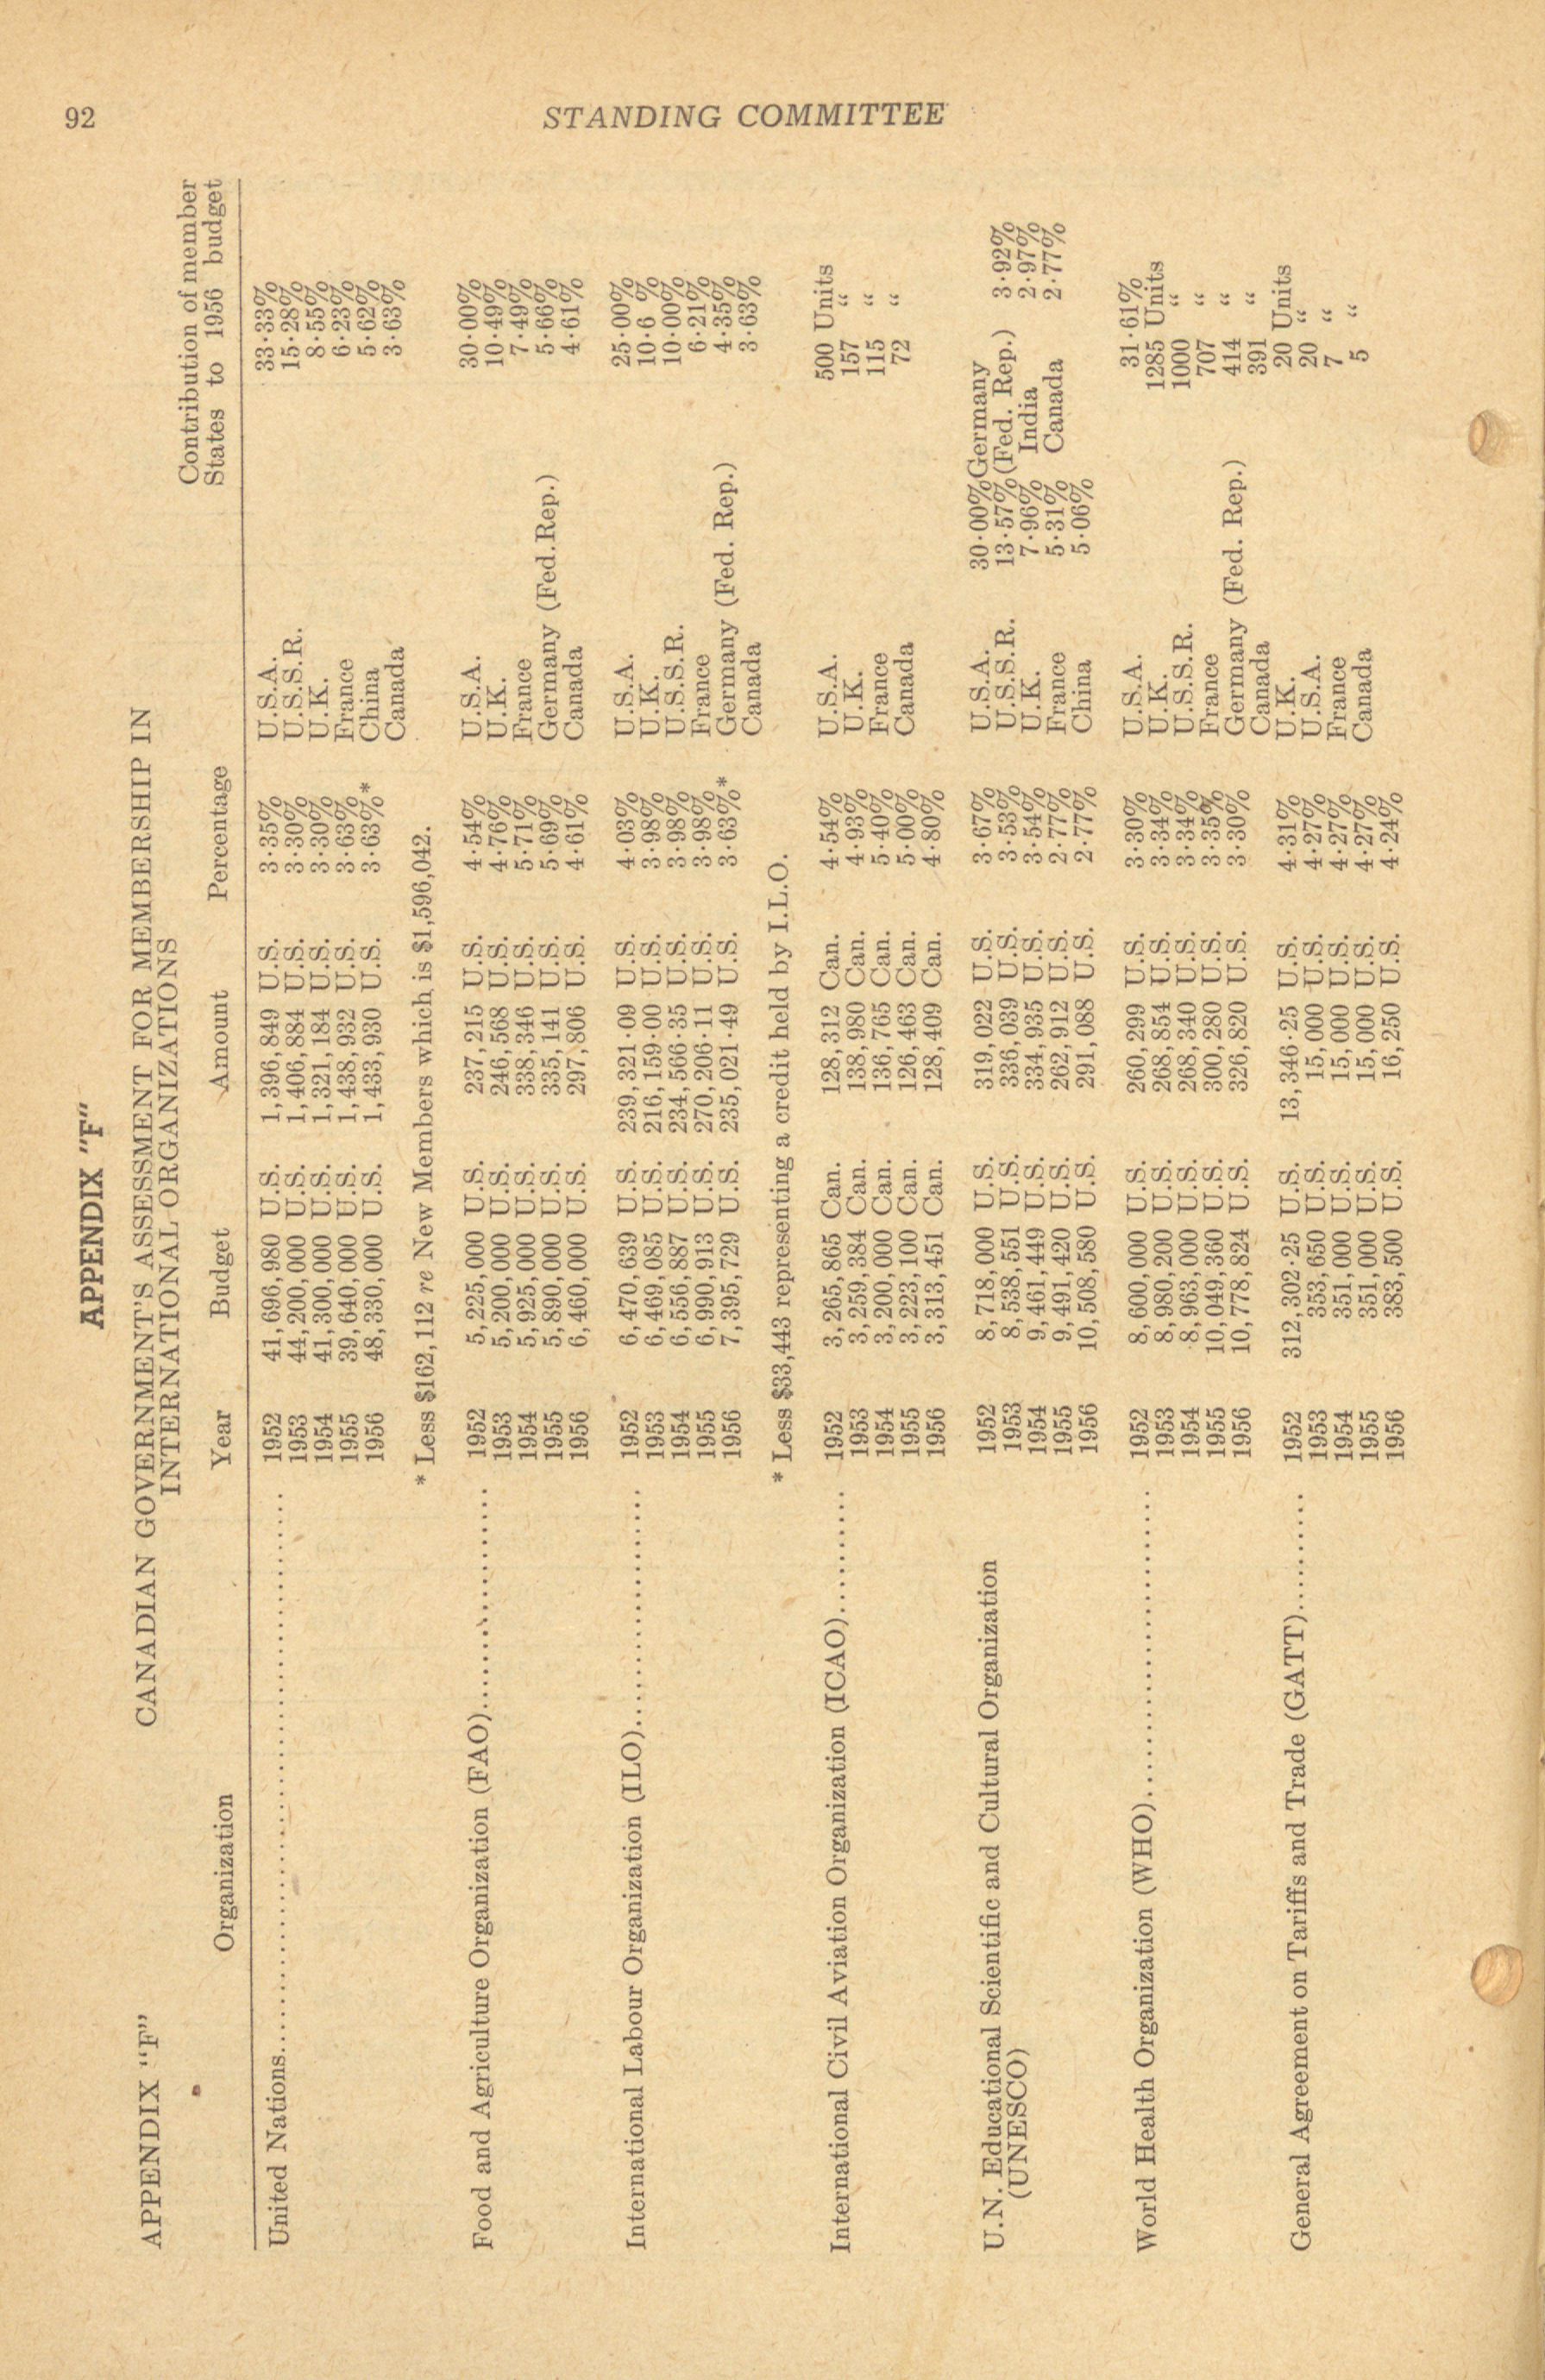 92 STANDING COMMITTEE
APPENDIX "F"
APPENDIX "F" CANADIAN GOVERNMENT'S ASSESSMENT FOR MEMBERSHIP IN
INTERNATIONAL ORGANIZATIONS
Contribution of member
Organization Year Budget Amount Percentage States to 1956 budget
United Nations........ 1952 41,696,980 U.S. 1,396,849 U.S. 3·35% U.S.A. 33·33%
1953 44,200,000 U.S. 1,406,884 U.S. 3·30% U.S.S.R. 15·28%
1954 41,300,000 U.S. 1,321,184 U.S. 3·30% U.K. 8·55%
1955 39,640,000 U.S. 1,438,932 U.S. 3·63% France 6·23%
1956 48,330,000 U.S. 1,433,930 U.S. 3·63%* China 5·62%
Canada 3·63%
* Less $162,112 re New Members which is $1,596,042.
Food and Agriculture Organization (FAO)........ 1952 5,225,000 U.S. 237,215 U.S. 4·54% U.S.A. 30·00%
1953 5,200,000 U.S. 246,568 U.S. 4·76% U.K. 10·49%
1954 5,925,000 U.S. 338,346 U.S. 5·71% France 7·49%
1955 5,890,000 U.S. 335,141 U.S. 5·69% Germany (Fed.Rep.) 5·66%
1956 6,460,000 U.S. 297,806 U.S. 4·61% Canada 4·61%
International Labour Organization (ILO)........ 1952 6,470,639 U.S. 239,321·09 U.S. 4·03% U.S.A. 25·00%
1953 6,469,085 U.S. 216,159·00 U.S. 3·98% U.K. 10·6 %
1954 6,556,887 U.S. 234,566·35 U.S. 3·98% U.S.S.R. 10·00%
1955 6,990,913 U.S. 270,206·11 U.S. 3·98% France 6·21%
1956 7,395,729 U.S. 235,021·49 U.S. 3·63%* Germany (Fed. Rep.) 4·35%
Canada 3·63%
* Less $33,443 representing a credit held by I.L.O.
International Civil Aviation Organization (ICAO)........ 1952 3,265,865 Can. 128,312 Can. 4·54% U.S.A. 500 Units
1953 3,259,384 Can. 138,980 Can. 4·93% U.K. 157 "
1954 3,200,000 Can. 136,765 Can. 5·40% France 115 "
1955 3,223,100 Can. 126,463 Can. 5·00% Canada 72 "
1956 3,313,451 Can. 128,409 Can. 4·80%
U.N. Educational Scientific and Cultural Organization 1952 8,718,000 U.S. 319,022 U.S. 3·67% U.S.A. 30·00% Germany
(UNESCO) 1953 8,538,551 U.S. 336,039 U.S. 3·53% U.S.S.R. 13·57% (Fed. Rep.) 3·92%
1954 9,461,449 U.S. 334,935 U.S. 3·54% U.K. 7·96% India 2·97%
1955 9,491,420 U.S. 262,912 U.S. 2·77% France 5·31% Canada 2·77%
1956 10,508,580 U.S. 291,088 U.S. 2·77% China 5·06%
World Health Organization (WHO)........ 1952 8,600,000 U.S. 260,299 U.S. 3·30% U.S.A. 31·61%
1953 8,980,200 U.S. 268,854 U.S. 3·34% U.K. 1285 Units
1954 8,963,000 U.S. 268,340 U.S. 3·34% U.S.S.R. 1000 "
1955 10,049,360 U.S. 300,280 U.S. 3·35% France 707 "
1956 10,778,824 U.S. 326,820 U.S. 3·30% Germany (Fed. Rep.) 414 "
Canada 391 "
General Agreement on Tariffs and Trade (GATT)........ 1952 312,302·25 U.S. 13,346·25 U.S. 4·31% U.K. 20 Units
1953 353,650 U.S. 15,000 U.S. 4·27% U.S.A. 20 "
1954 351,000 U.S. 15,000 U.S. 4·27% France 7 "
1955 351,000 U.S. 15,000 U.S. 4·27% Canada 5 "
1956 383,500 U.S. 16,250 U.S. 4·24%